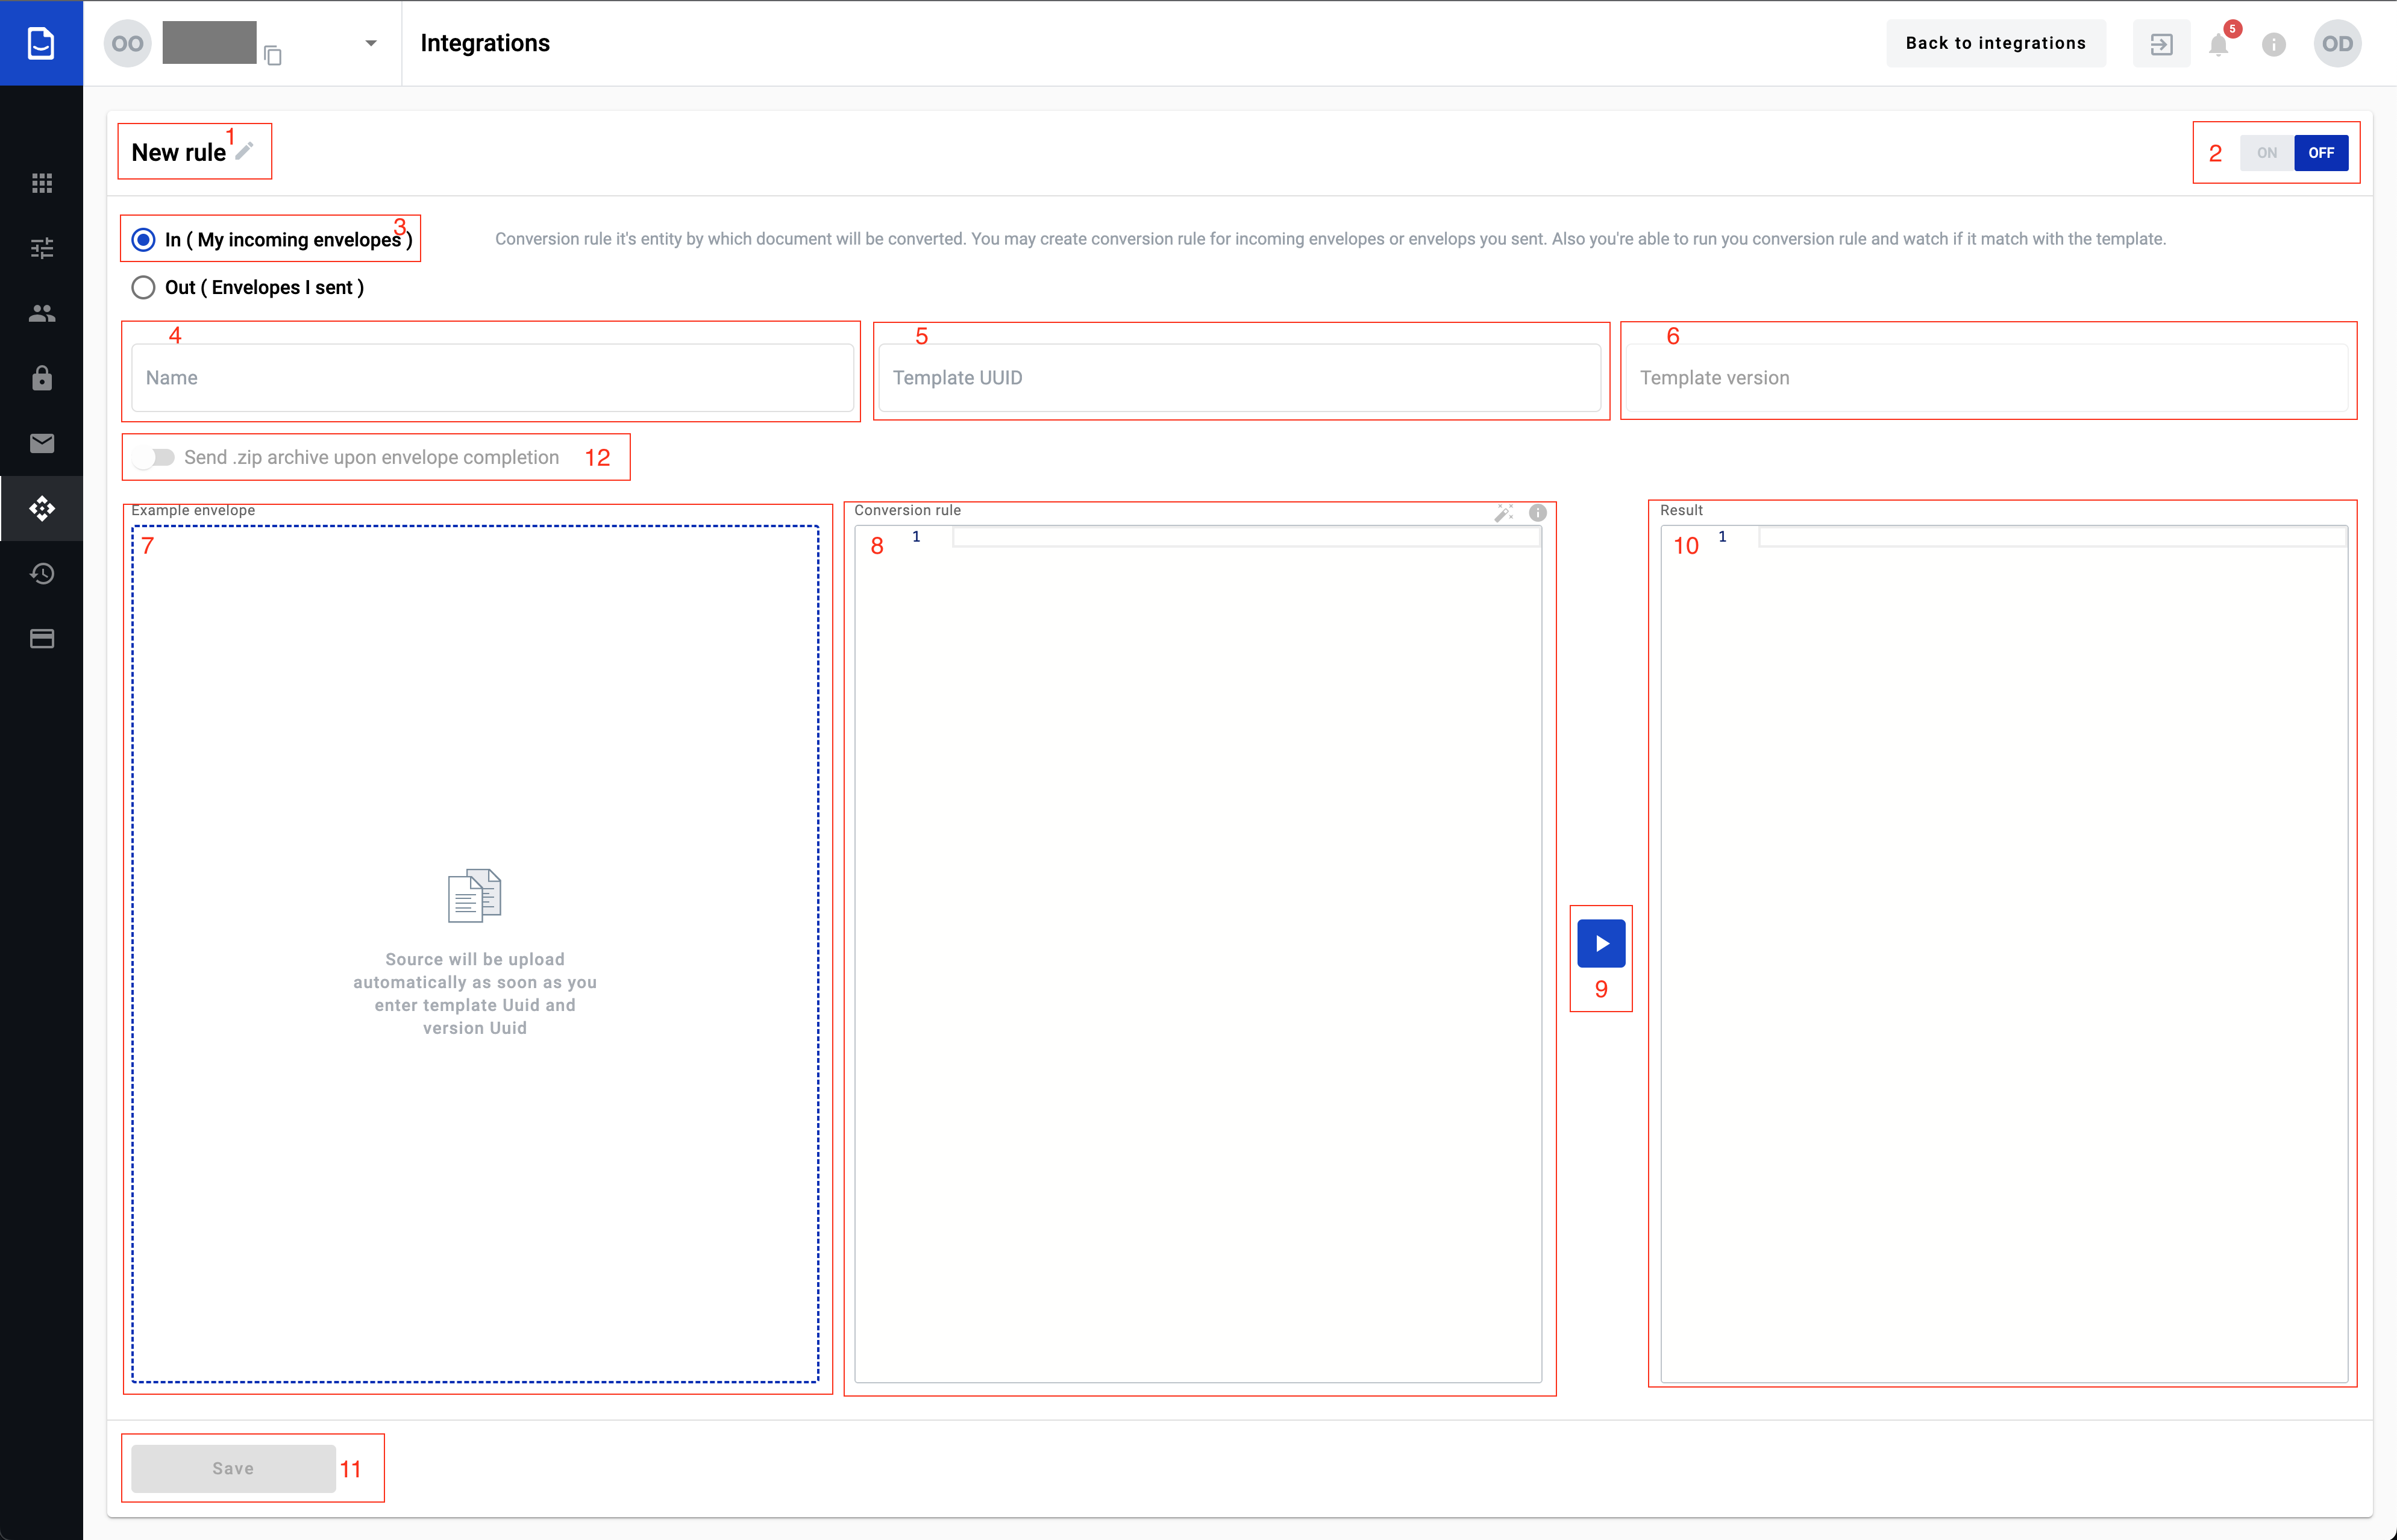 OO
Integrations
Back to integrations
5
OD
New rule
1
2
ON
OFF
In ( My incoming envelopes )
3
Conversion rule it's entity by which document will be converted. You may create conversion rule for incoming envelopes or envelops you sent. Also you're able to run you conversion rule and watch if it match with the template.
Out ( Envelopes I sent )
4
5
6
Name
Template UUID
Template version
Send .zip archive upon envelope completion
12
Example envelope
Conversion rule
Result
7
8
1
10
1
Source will be upload
automatically as soon as you
enter template Uuid and
version Uuid
9
Save
11